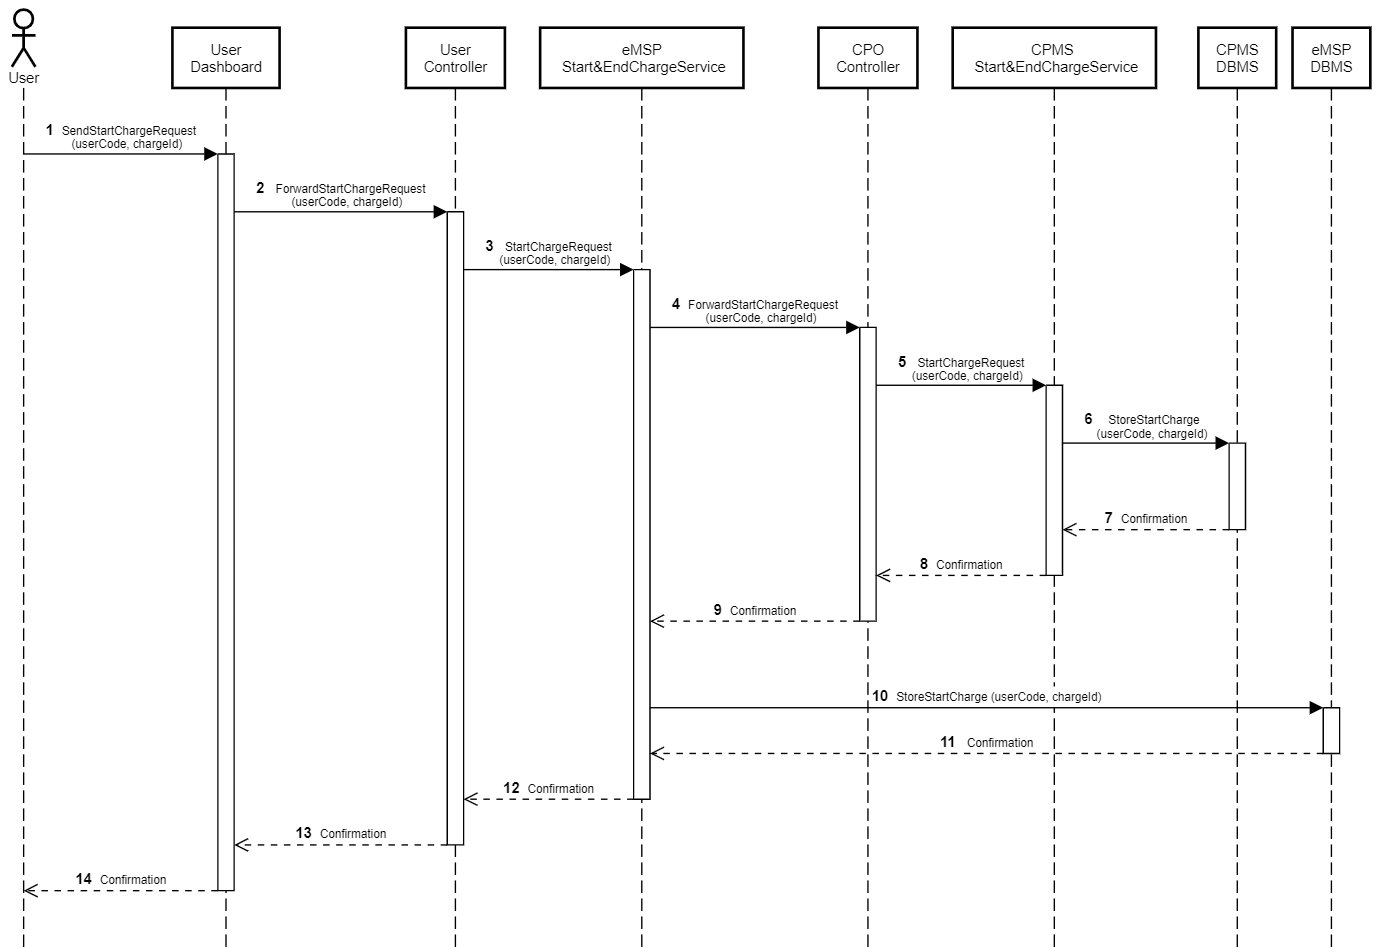 User
Dashboard
User
Controller
eMSP
Start&EndChargeService
CPO
Controller
CPMS
Start&EndChargeService
CPMS
DBMS
eMSP
DBMS
User
1 SendStartChargeRequest
(userCode, chargeId)
2 ForwardStartChargeRequest
(userCode, chargeId)
3 StartChargeRequest
(userCode, chargeId)
4 ForwardStartChargeRequest
(userCode, chargeId)
5 StartChargeRequest
(userCode, chargeId)
6 StoreStartCharge
(userCode, chargeId)
7 Confirmation
8 Confirmation
9 Confirmation
10 StoreStartCharge (userCode, chargeId)
11 Confirmation
12 Confirmation
13 Confirmation
14 Confirmation